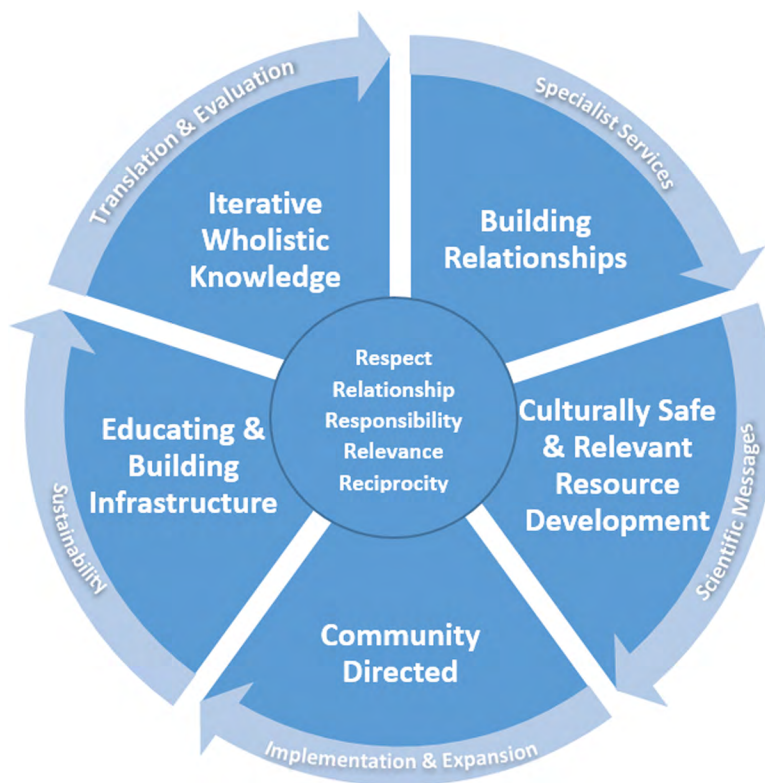 Translation & Evaluation
Specialist Services
Iterative
Wholistic
Knowledge
Building
Relationships
Respect
Relationship
Responsibility
Relevance
Reciprocity
Educating &
Building
Infrastructure
Culturally Safe
& Relevant
Resource
Development
Sustainability
Scientific Messages
Community
Directed
Implementation & Expansion